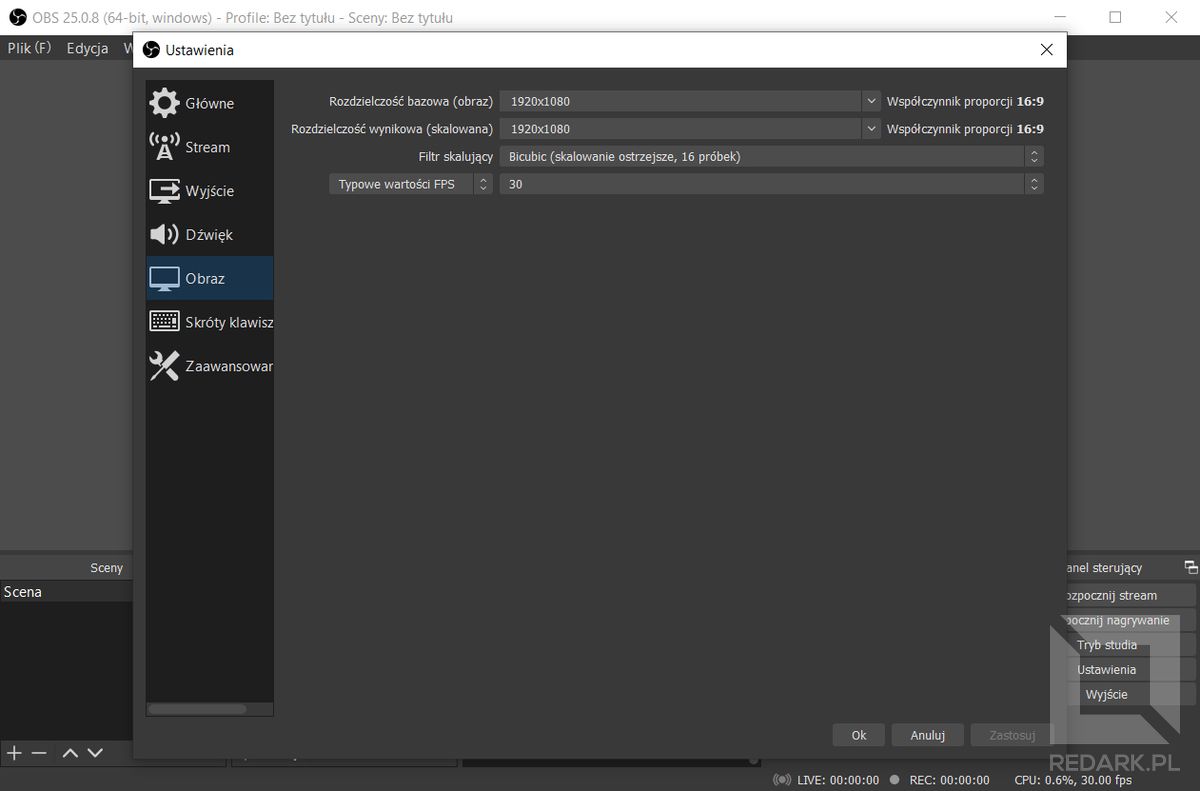 OBS 25.0.8 (64-bit, windows) - Profile: Bez tytułu - Sceny: Bez tytułu
Plik (F) Edycja W
Ustawienia
Główne
Stream
Wyjście
Dźwięk
Obraz
Skróty klawisz
Zaawansowar
Rozdzielczość bazowa (obraz) 1920x1080 Współczynnik proporcji 16:9
Rozdzielczość wynikowa (skalowana) 1920x1080 Współczynnik proporcji 16:9
Filtr skalujący Bicubic (skalowanie ostrzejsze, 16 próbek)
Typowe wartości FPS 30
Ok Anuluj Zastosuj
Sceny
Scena
anel sterujący
ozpocznij stream
pocznij nagrywanie
Tryb studia
Ustawienia
Wyjście
REDARK.PL
LIVE: 00:00:00 REC: 00:00:00 CPU: 0.6%, 30.00 fps